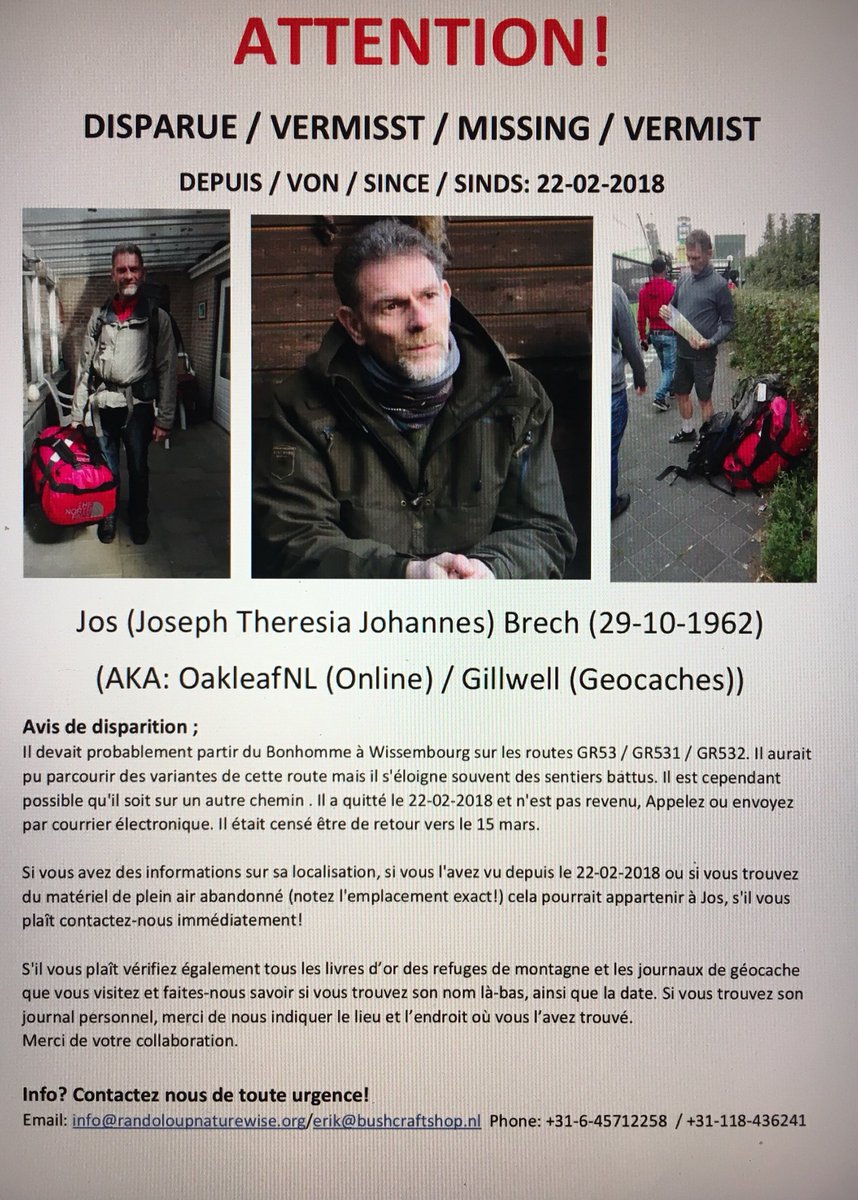 ATTENTION!
DISPARUE / VERMISST / MISSING / VERMIST
DEPUIS / VON / SINCE / SINDS: 22-02-2018
THE
NORTH
FACE
Jos (Joseph Theresia Johannes) Brech (29-10-1962)
(AKA: OakleafNL (Online) / Gillwell (Geocaches))
Avis de disparition ;
Il devait probablement partir du Bonhomme à Wissembourg sur les routes GR53 / GR531 / GR532. Il aurait
pu parcourir des variantes de cette route mais il s'éloigne souvent des sentiers battus. Il est cependant
possible qu'il soit sur un autre chemin . Il a quitté le 22-02-2018 et n'est pas revenu, Appelez ou envoyez
par courrier électronique. Il était censé être de retour vers le 15 mars.
Si vous avez des informations sur sa localisation, si vous l'avez vu depuis le 22-02-2018 ou si vous trouvez
du matériel de plein air abandonné (notez l'emplacement exact!) cela pourrait appartenir à Jos, s'il vous
plaît contactez-nous immédiatement!
S'il vous plaît vérifiez également tous les livres d’or des refuges de montagne et les journaux de géocache
que vous visitez et faites-nous savoir si vous trouvez son nom là-bas, ainsi que la date. Si vous trouvez son
journal personnel, merci de nous indiquer le lieu et l’endroit où vous l’avez trouvé.
Merci de votre collaboration.
Info? Contactez nous de toute urgence!
Email: info@randoloupnaturewise.org/erik@bushcraftshop.nl Phone: +31-6-45712258 / +31-118-436241